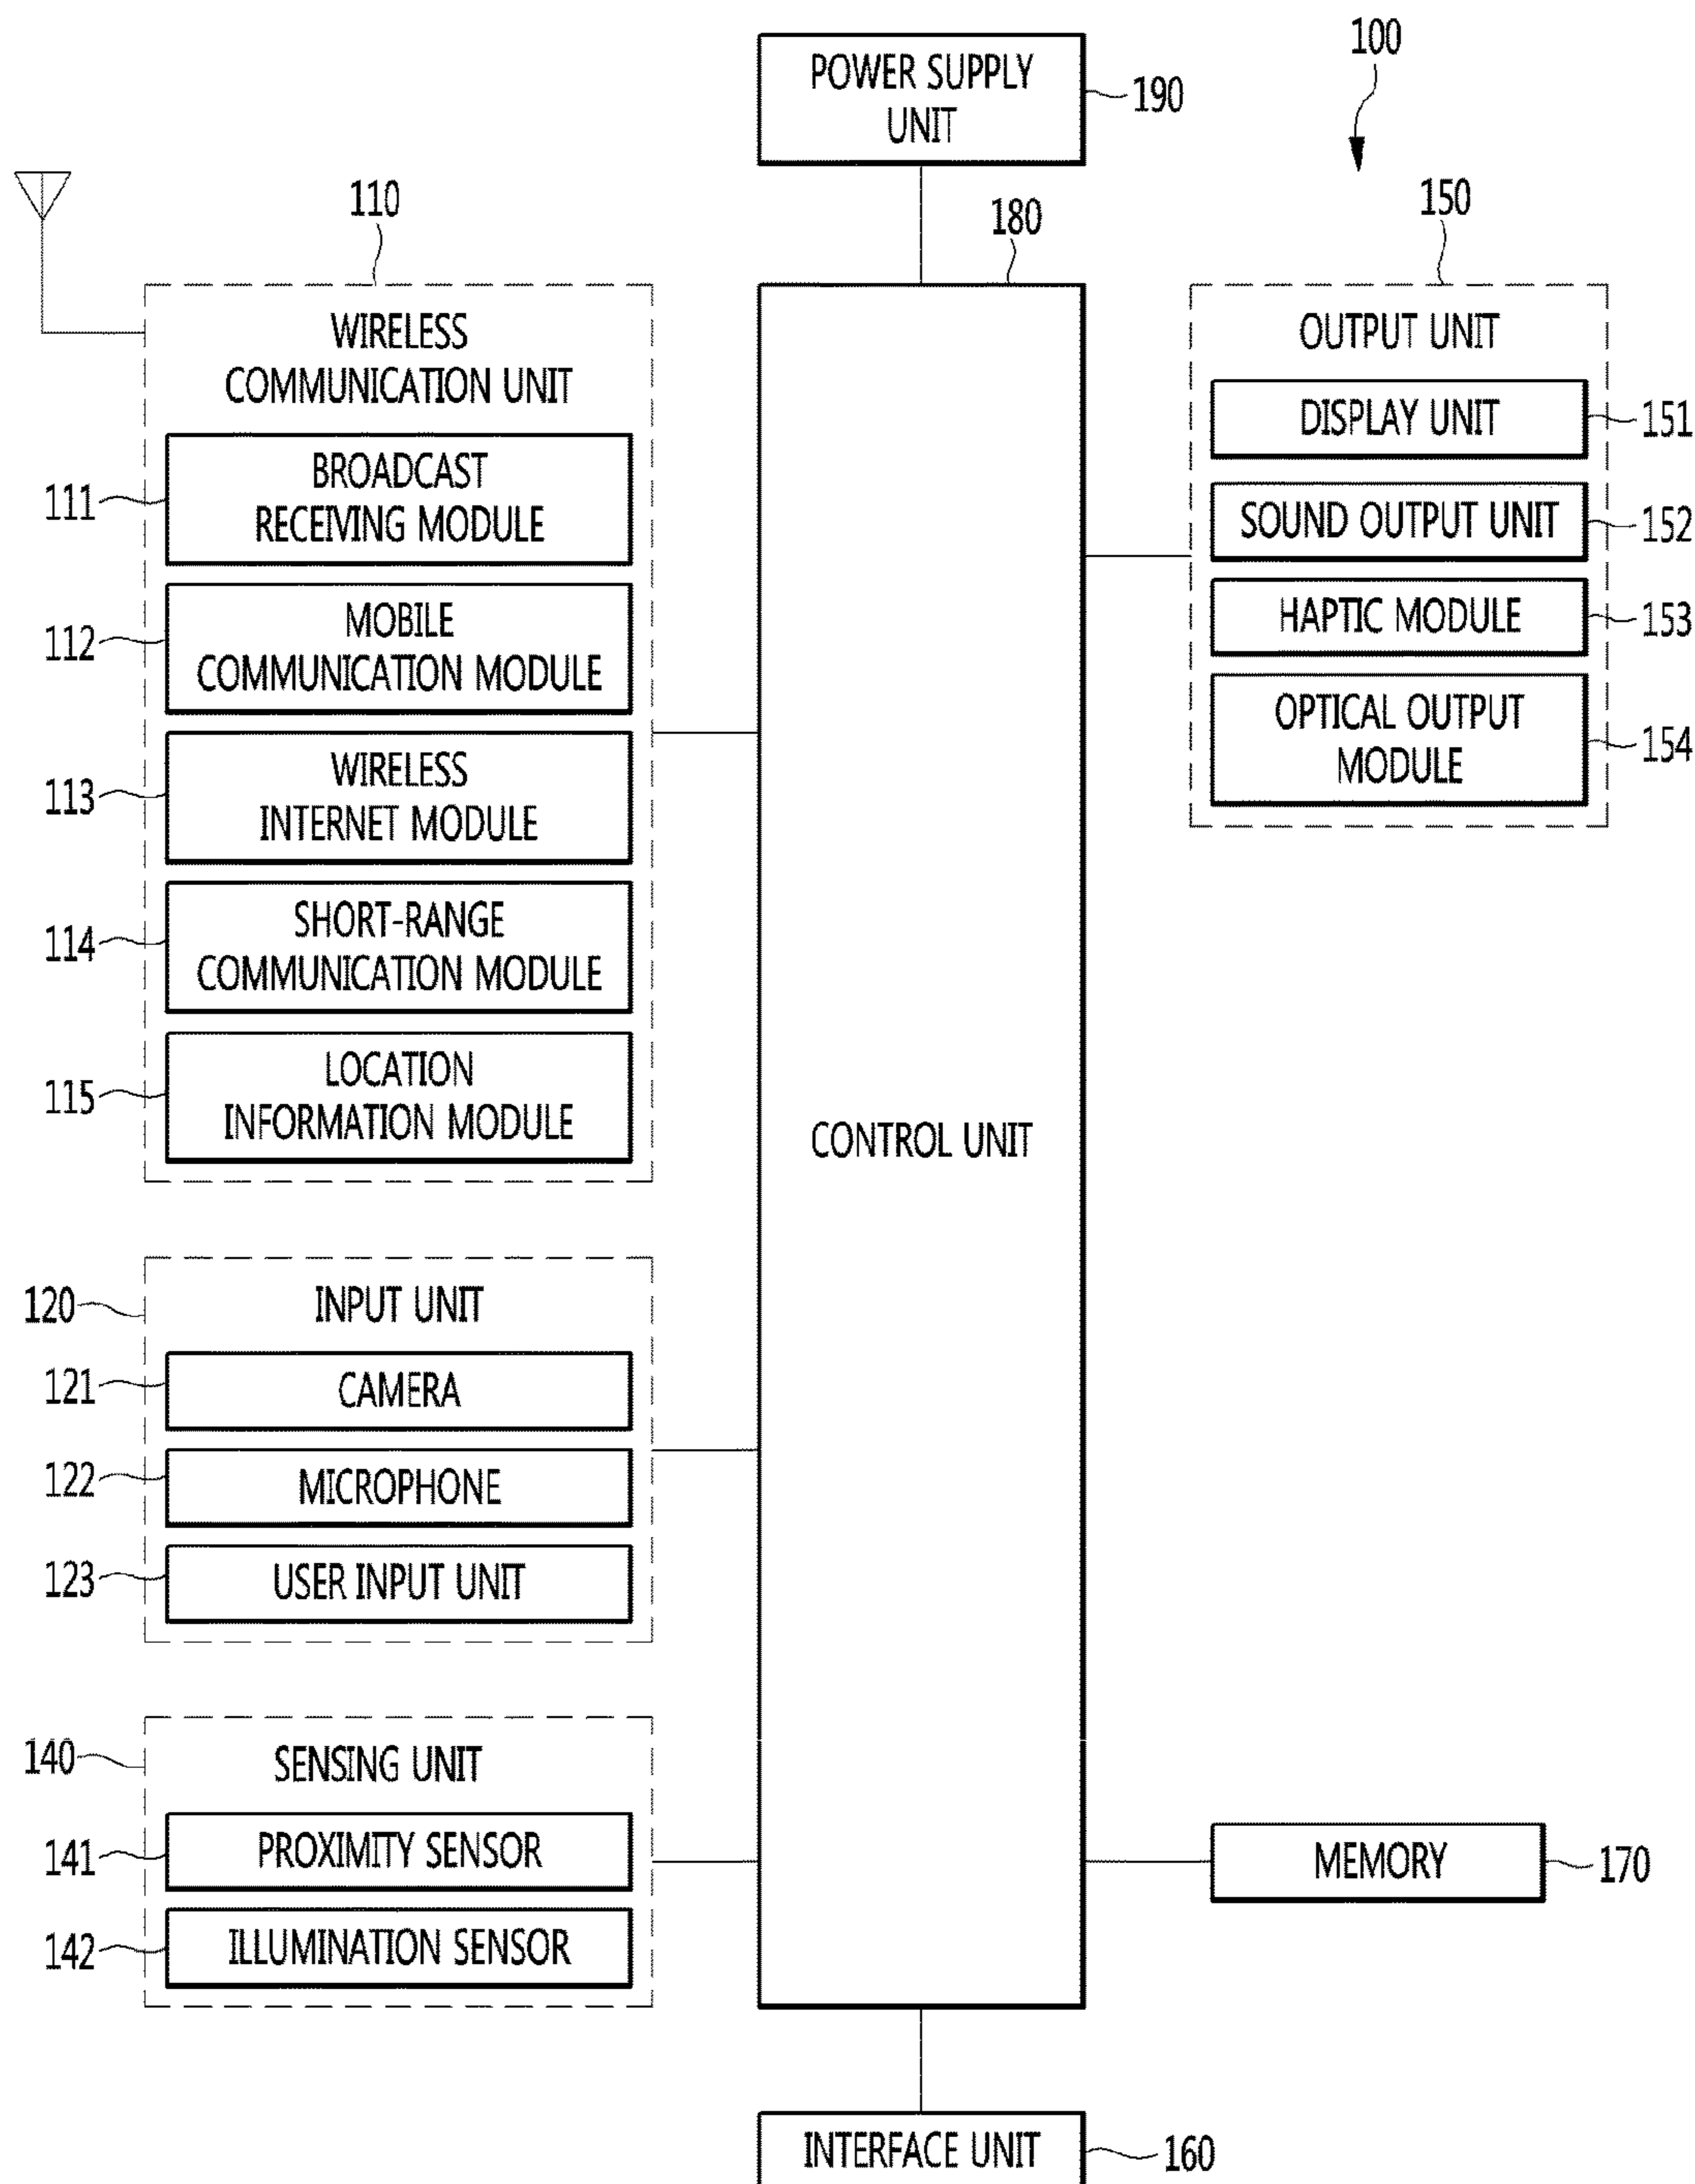 100
POWER SUPPLY
UNIT
190
110
180
150
WIRELESS
COMMUNICATION UNIT
111
BROADCAST
RECEIVING MODULE
112
MOBILE
COMMUNICATION MODULE
113
WIRELESS
INTERNET MODULE
114
SHORT-RANGE
COMMUNICATION MODULE
115
LOCATION
INFORMATION MODULE
120
INPUT UNIT
121
CAMERA
122
MICROPHONE
123
USER INPUT UNIT
140
SENSING UNIT
141
PROXIMITY SENSOR
142
ILLUMINATION SENSOR
CONTROL UNIT
OUTPUT UNIT
DISPLAY UNIT
151
SOUND OUTPUT UNIT
152
HAPTIC MODULE
153
OPTICAL OUTPUT
MODULE
154
MEMORY
170
INTERFACE UNIT
160